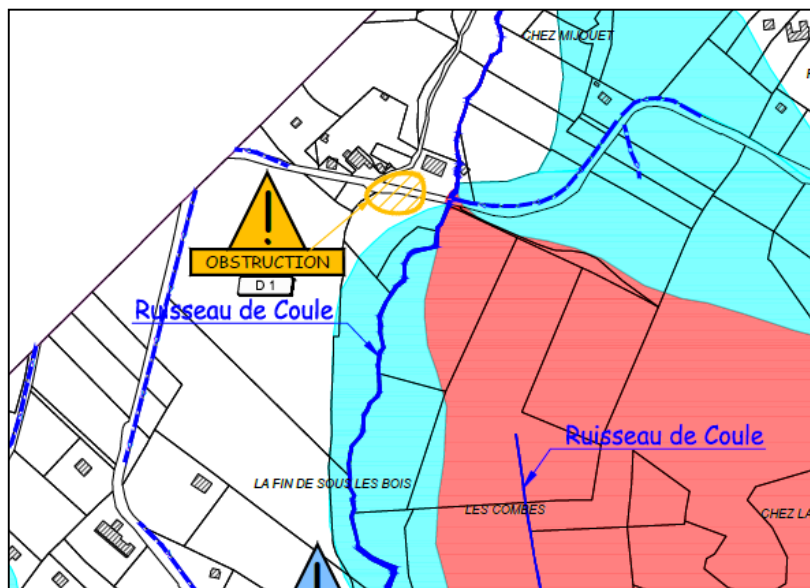 CHEZ MIJOUET
OBSTRUCTION
D 1
Ruisseau de Coule
Ruisseau de Coule
LA FIN DE SOUS LES BOIS
LES COMBES
CHEZ LA